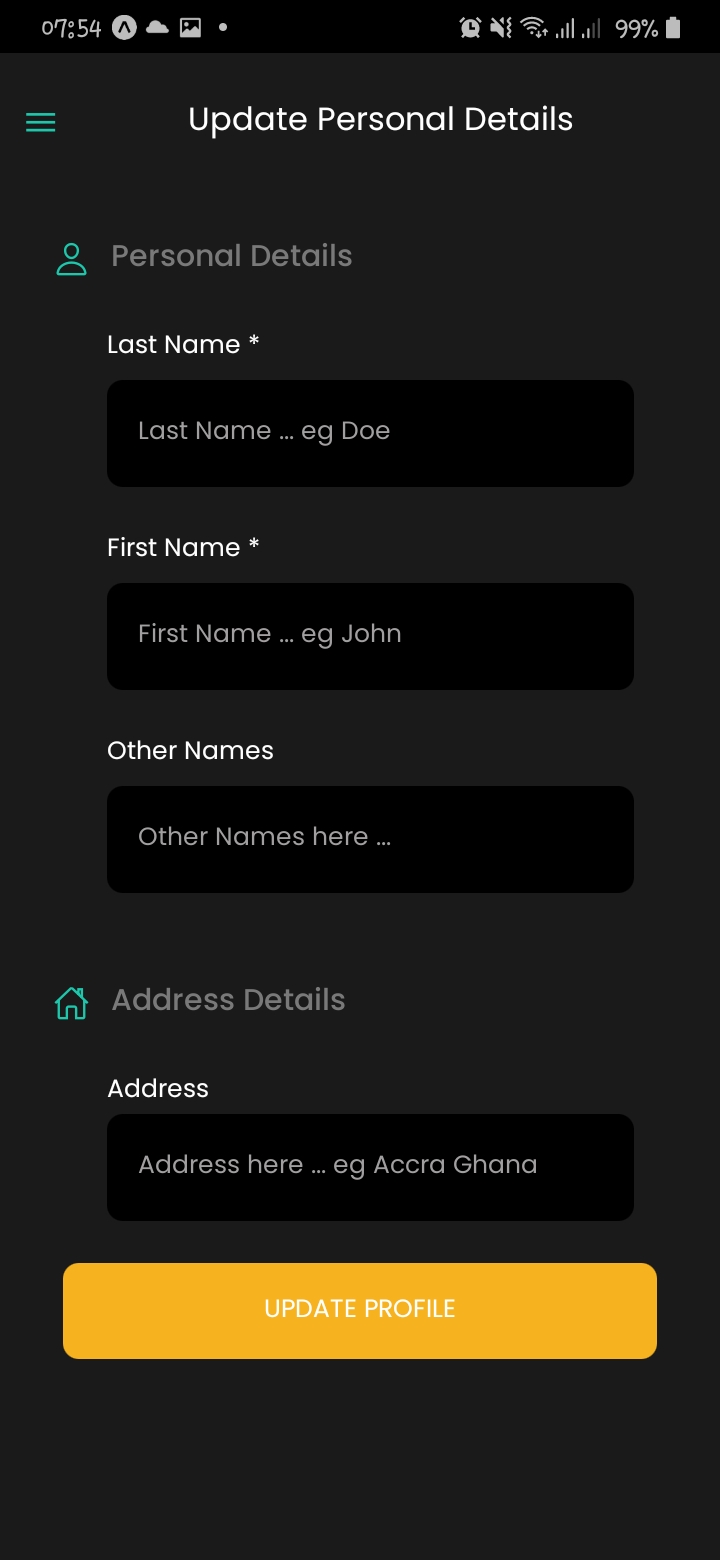 07:54 99%
Update Personal Details
Personal Details
Last Name *
Last Name ... eg Doe
First Name *
First Name ... eg John
Other Names
Other Names here ...
Address Details
Address
Address here ... eg Accra Ghana
UPDATE PROFILE